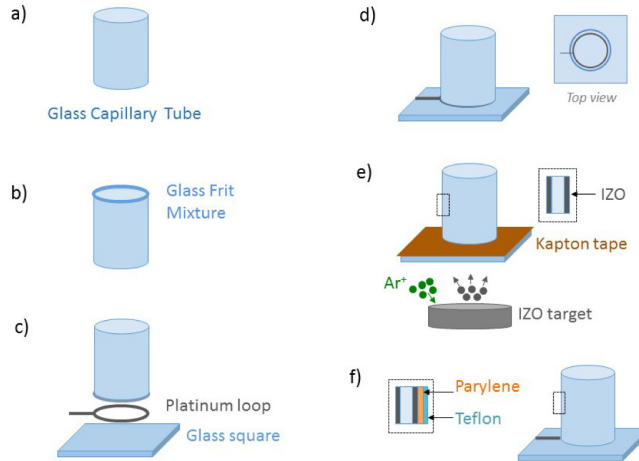 a)
Glass Capillary Tube
b)
Glass Frit
Mixture
c)
Platinum loop
Glass square
d)
Top view
e)
IZO
Kapton tape
Ar⁺
IZO target
f)
Parylene
Teflon